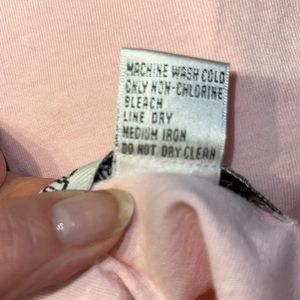 MACHINE WASH COLD
ONLY NON-CHLORINE
BLEACH
LINE DRY
MEDIUM IRON
DO NOT DRY CLEAN